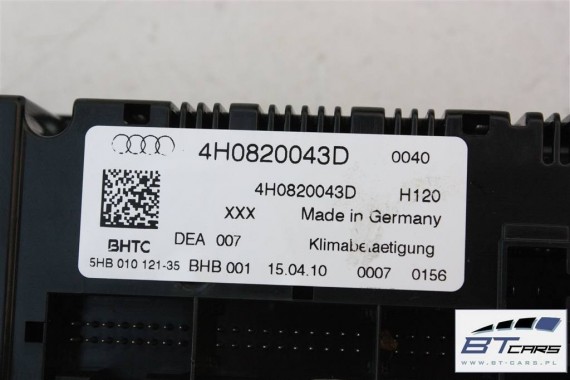 4H0820043D 0040
4H0820043D H120
XXX Made in Germany
BHTC DEA 007 Klimabetaetigung
5HB 010 121-35 BHB 001 15.04.10 0007 0156
BTCARS
WWW.BT-CARS.PL